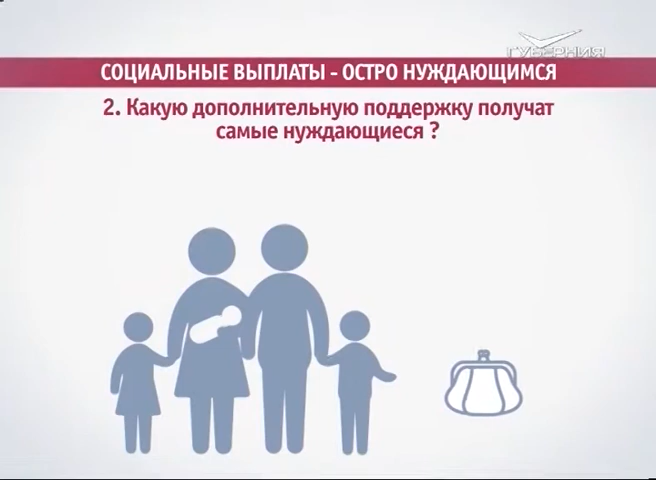 ГУБЕРНИЯ
СОЦИАЛЬНЫЕ ВЫПЛАТЫ - ОСТРО НУЖДАЮЩИМСЯ
2. Какую дополнительную поддержку получат
самые нуждающиеся ?